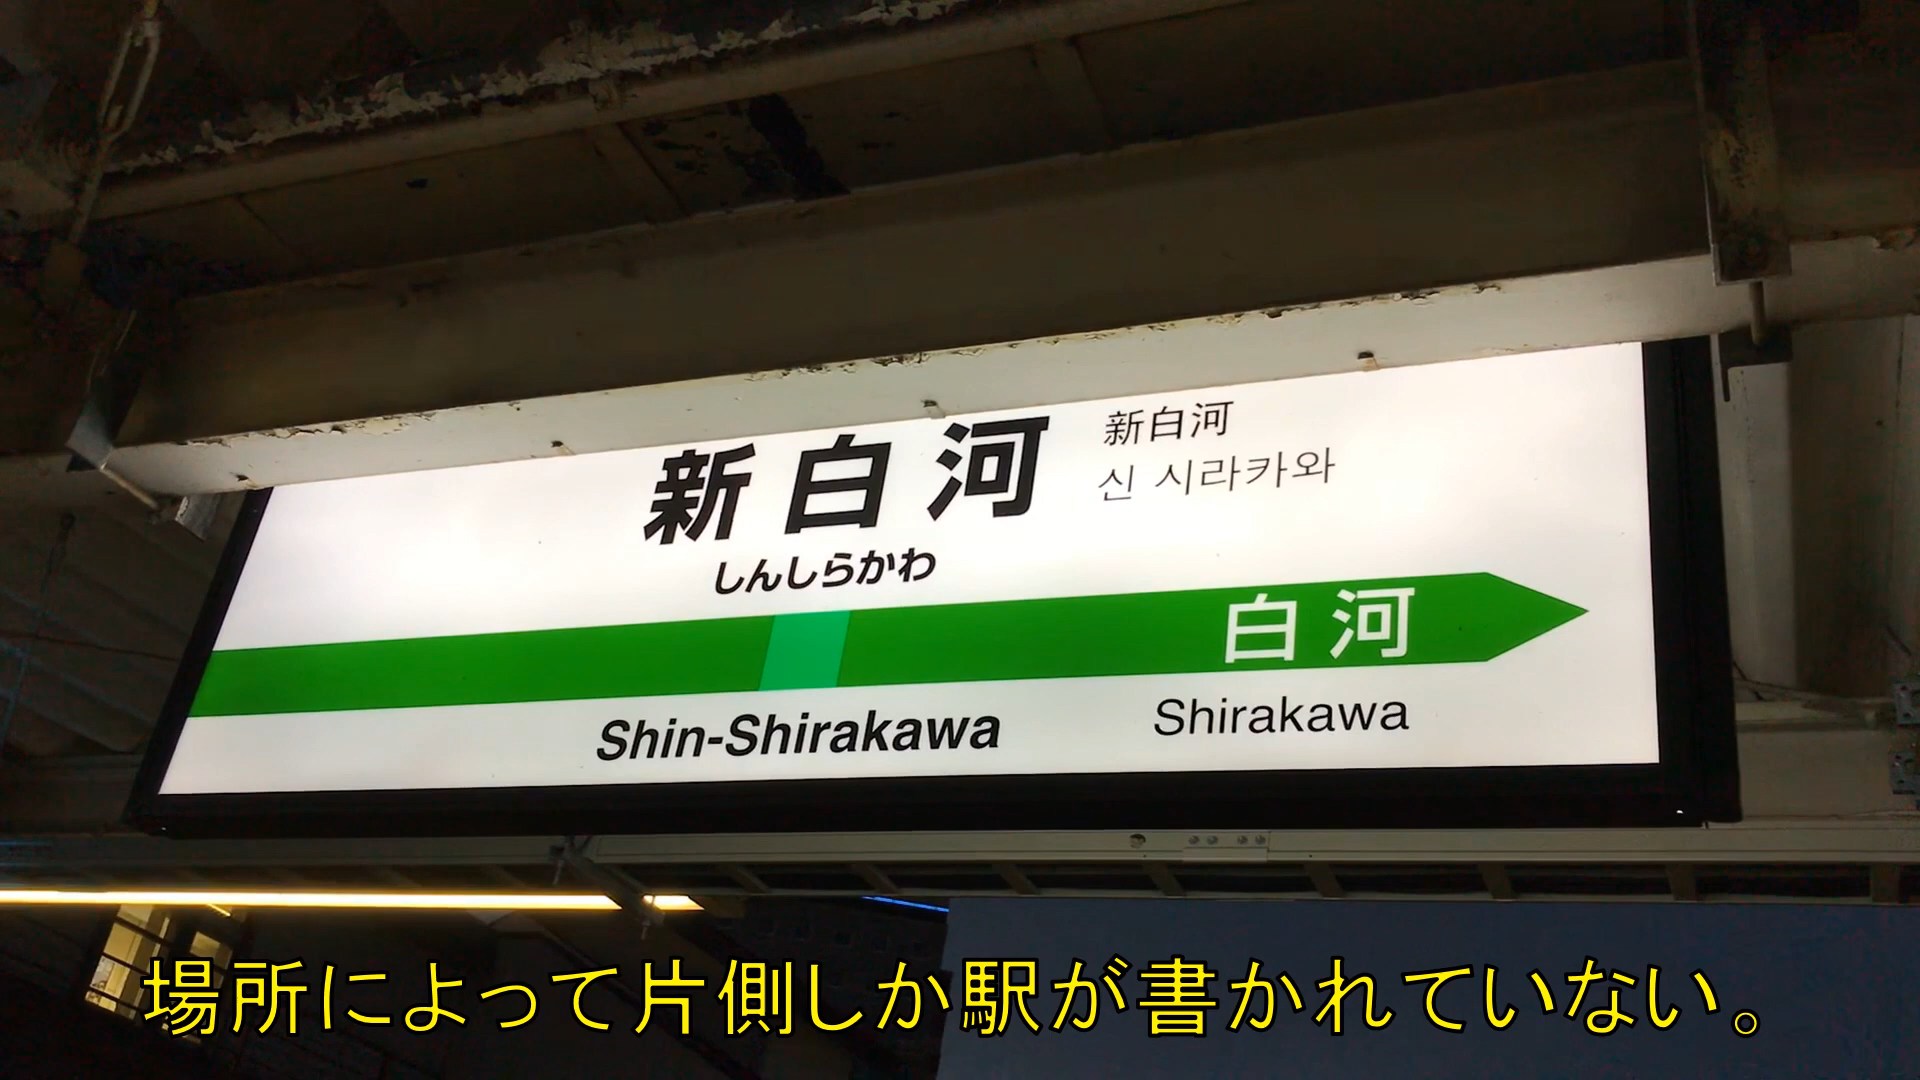 新白河
新白河
신 시라카와
しんしらかわ
白河
Shin-Shirakawa
Shirakawa
場所によって片側しか駅が書かれていない。